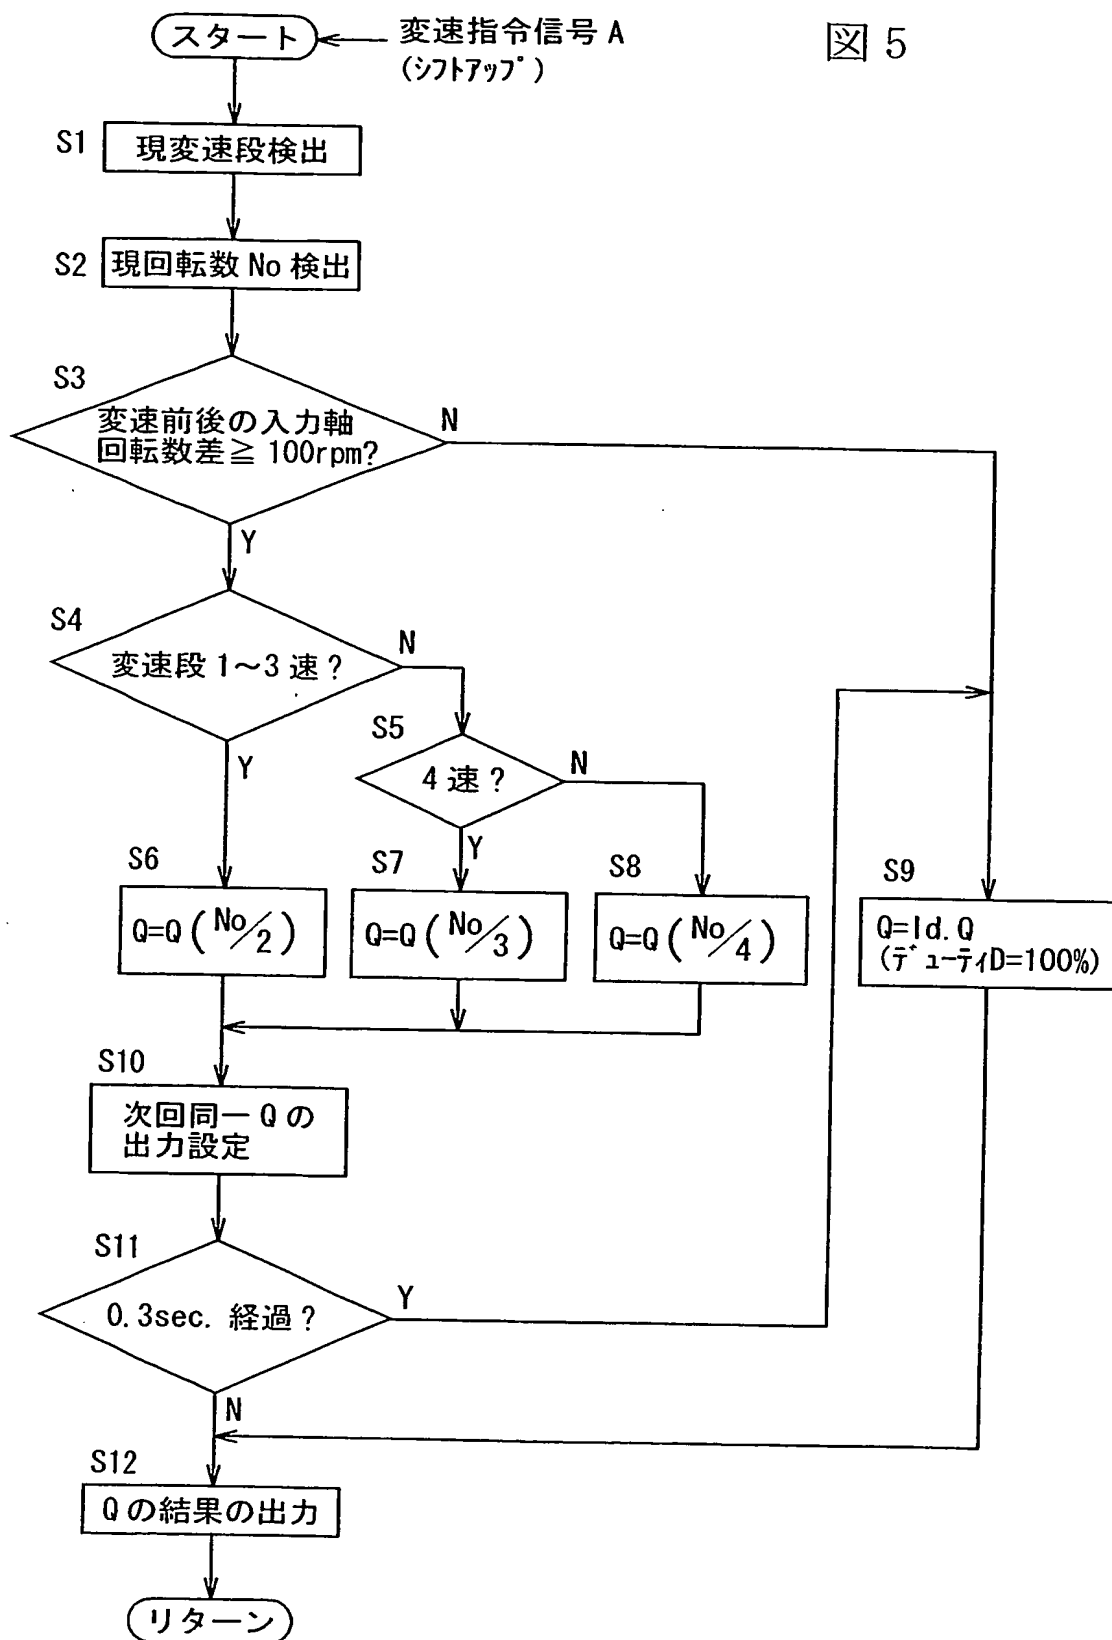 図 5
スタート
変速指令信号 A
(ｼﾌﾄｱｯﾌﾟ)
S1
現変速段検出
S2
現回転数 No 検出
S3
変速前後の入力軸
回転数差≧ 100rpm?
N
Y
S4
変速段 1～3 速 ?
N
Y
S5
4 速 ?
N
Y
S6
Q=Q (No/2)
S7
Q=Q (No/3)
S8
Q=Q (No/4)
S9
Q=Id.Q
(ﾃﾞｭｰﾃｨD=100%)
S10
次回同一 Q の
出力設定
S11
0.3sec. 経過 ?
Y
N
S12
Q の結果の出力
リターン